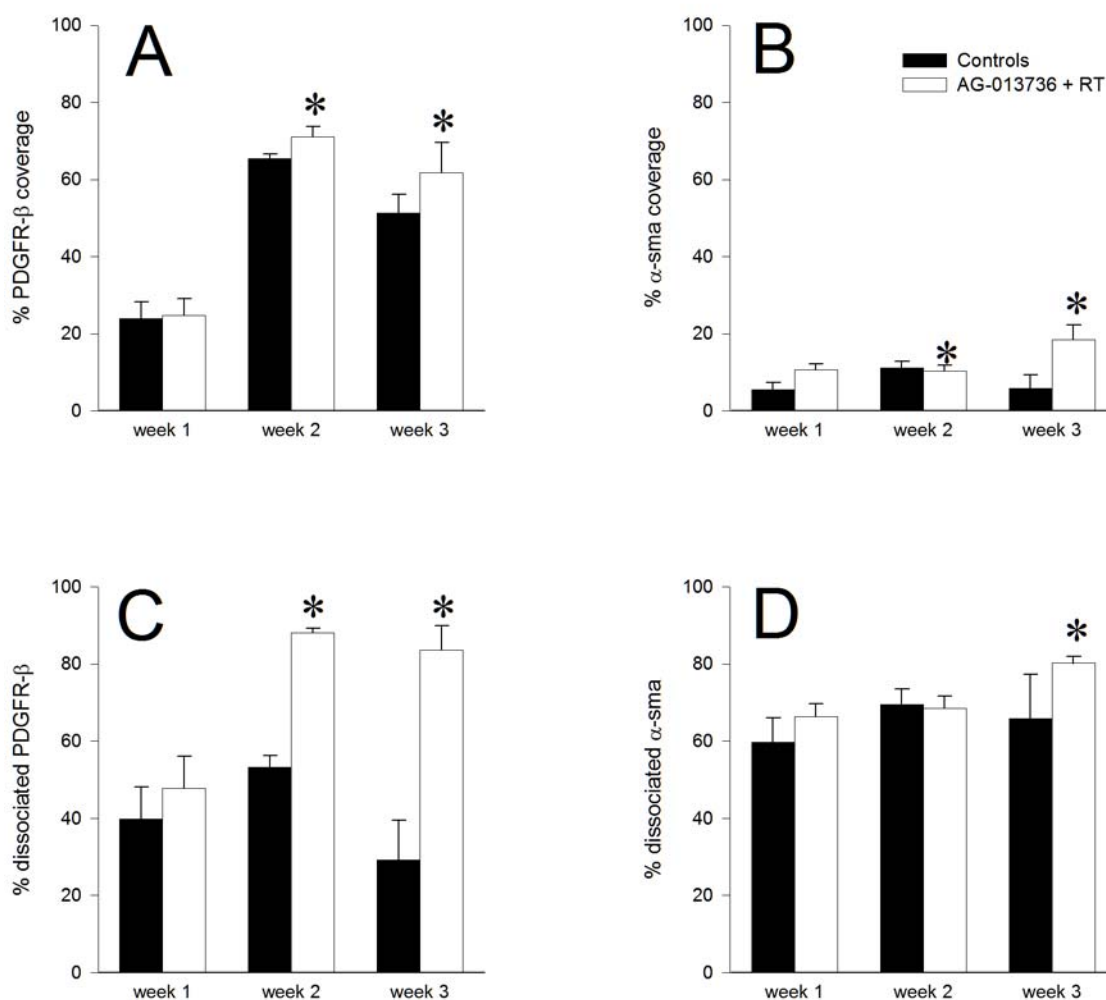 A
% PDGFR-β coverage
100
80
60
40
20
0
* *
week 1 week 2 week 3
B
Controls
AG-013736 + RT
% α-sma coverage
100
80
60
40
20
0
* *
week 1 week 2 week 3
C
% dissociated PDGFR-β
100
80
60
40
20
0
* *
week 1 week 2 week 3
D
% dissociated α-sma
100
80
60
40
20
0
*
week 1 week 2 week 3